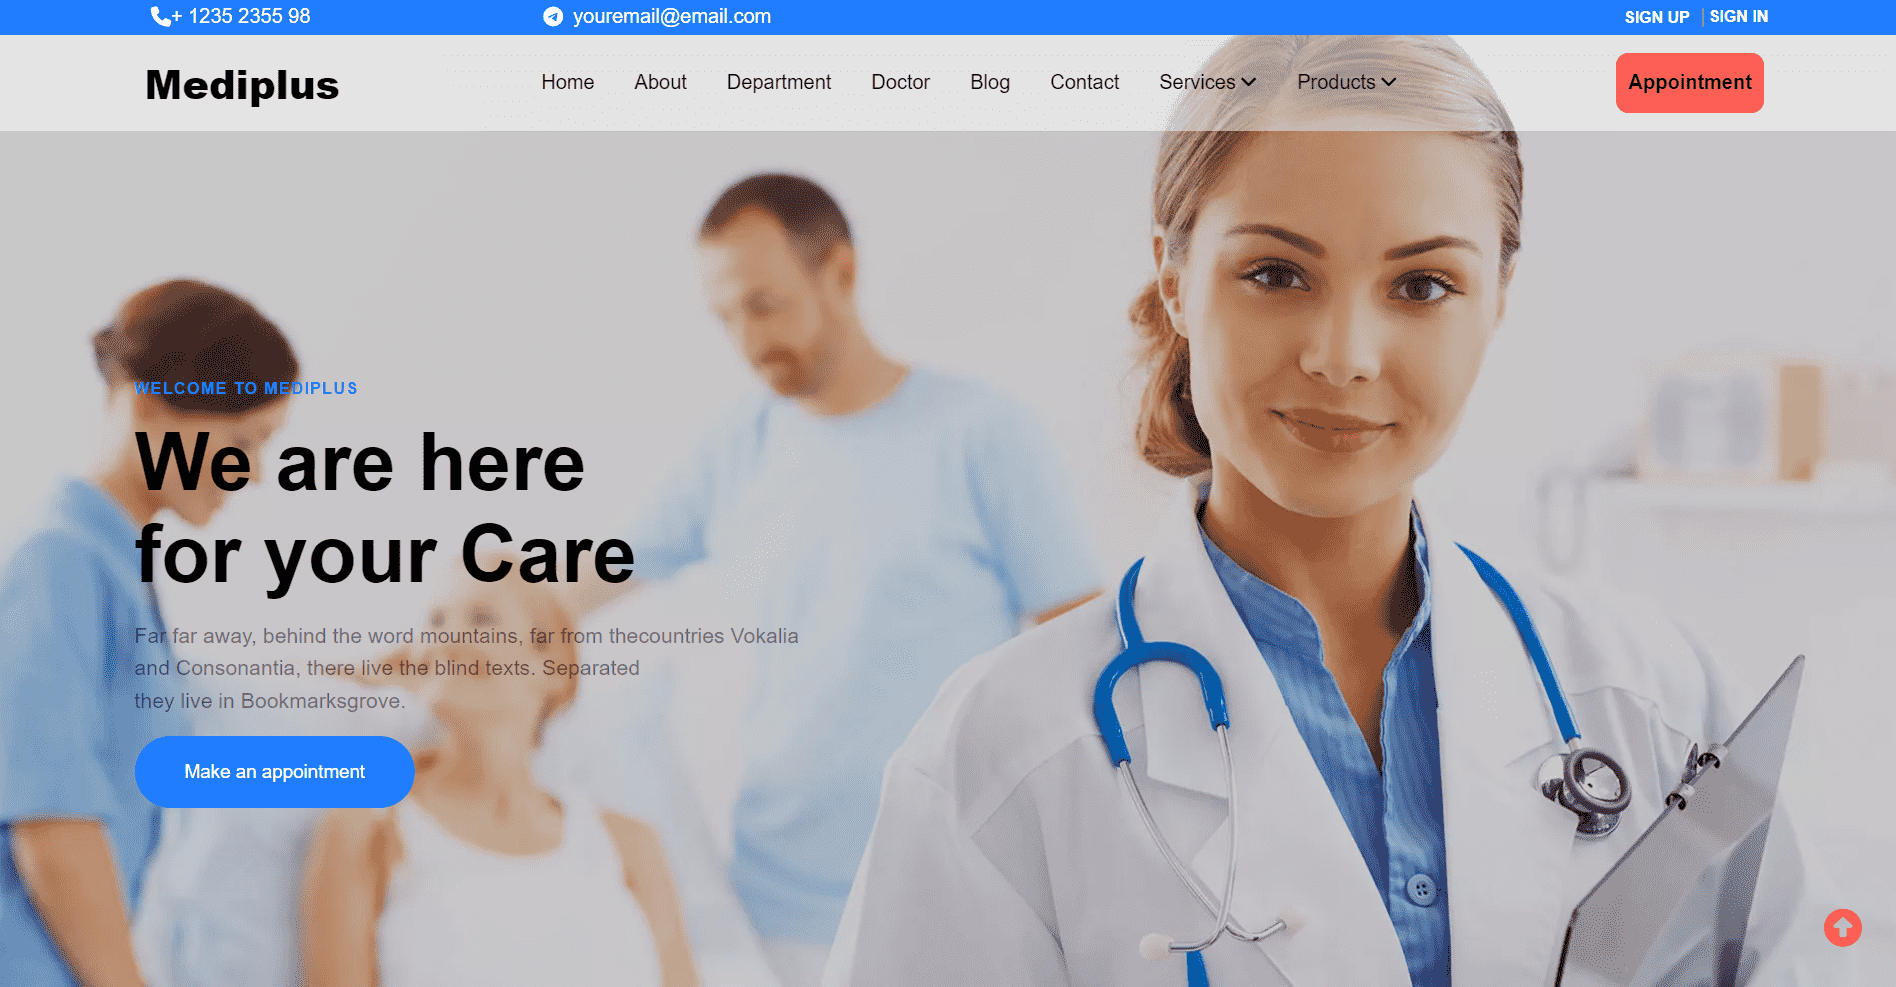 + 1235 2355 98
youremail@email.com
SIGN UP
SIGN IN
Mediplus
Home
About
Department
Doctor
Blog
Contact
Services
Products
Appointment
WELCOME TO MEDIPLUS
We are here
for your Care
Far far away, behind the word mountains, far from thecountries Vokalia
and Consonantia, there live the blind texts. Separated
they live in Bookmarksgrove.
Make an appointment